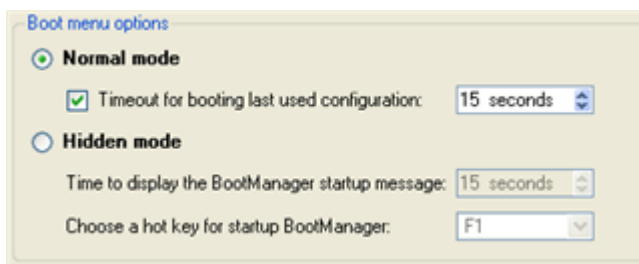 Boot menu options
Normal mode
Timeout for booting last used configuration: 15 seconds
Hidden mode
Time to display the BootManager startup message: 15 seconds
Choose a hot key for startup BootManager: F1